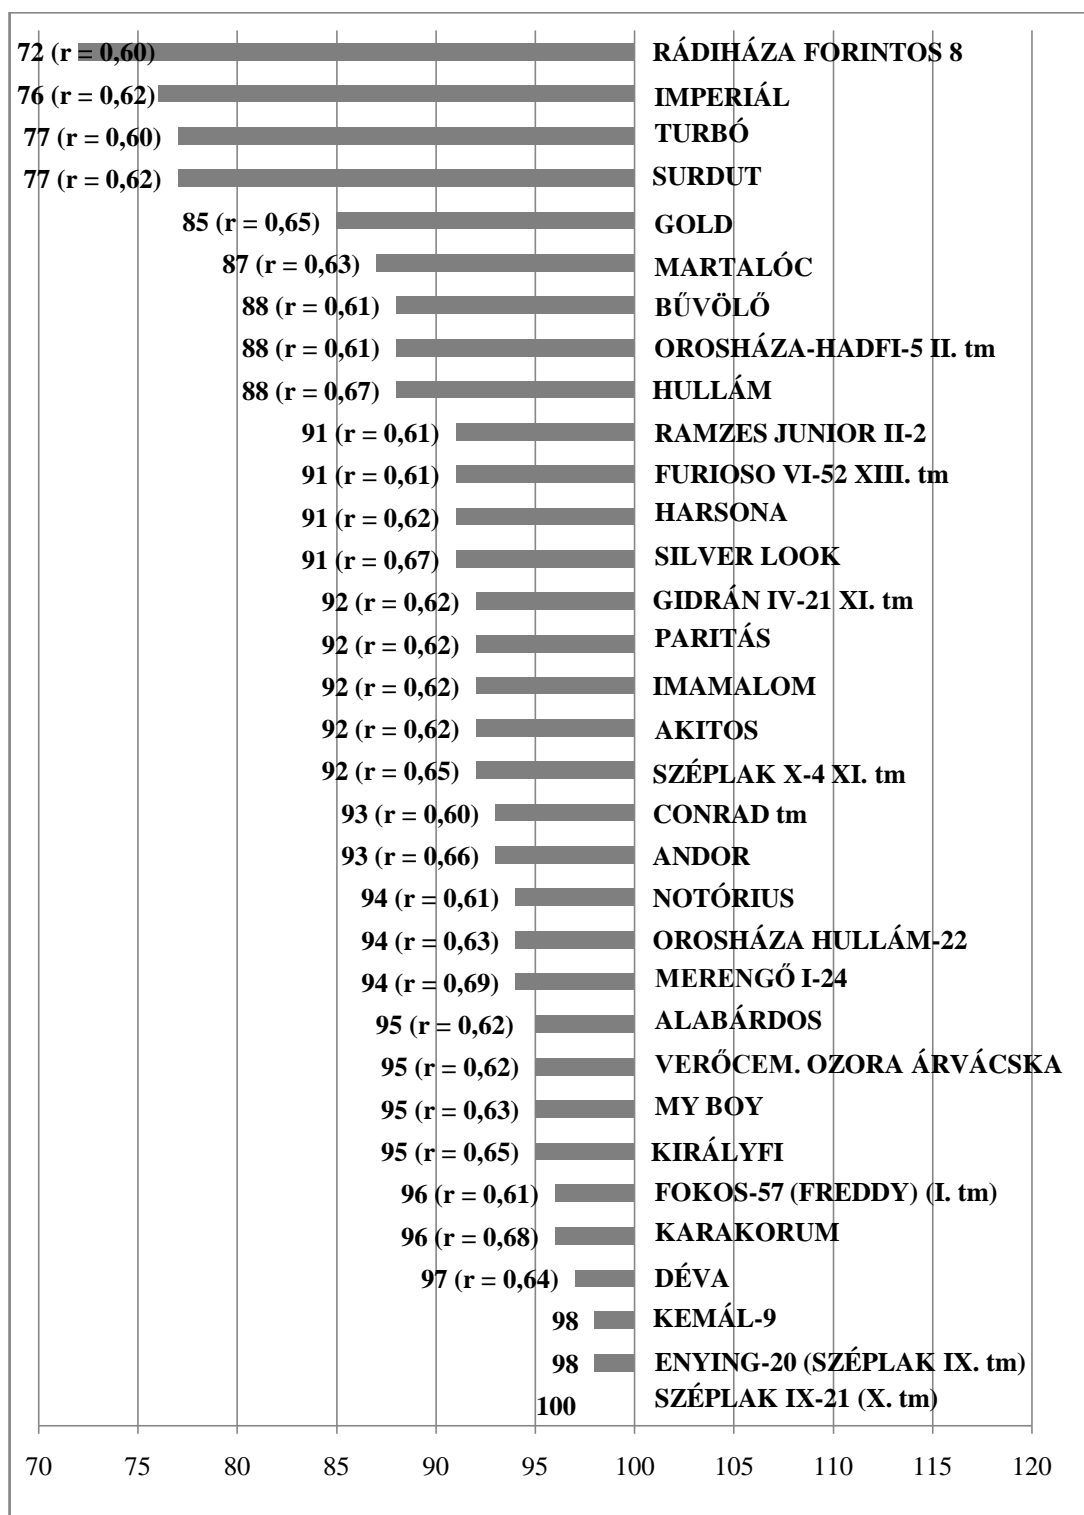 72 (r = 0,60) RÁDIHÁZA FORINTOS 8
76 (r = 0,62) IMPERIÁL
77 (r = 0,60) TURBÓ
77 (r = 0,62) SURDUT
85 (r = 0,65) GOLD
87 (r = 0,63) MARTALÓC
88 (r = 0,61) BŰVÖLŐ
88 (r = 0,61) OROSHÁZA-HADFI-5 II. tm
88 (r = 0,67) HULLÁM
91 (r = 0,61) RAMZES JUNIOR II-2
91 (r = 0,61) FURIOSO VI-52 XIII. tm
91 (r = 0,62) HARSONA
91 (r = 0,67) SILVER LOOK
92 (r = 0,62) GIDRÁN IV-21 XI. tm
92 (r = 0,62) PARITÁS
92 (r = 0,62) IMAMALOM
92 (r = 0,62) AKITOS
92 (r = 0,65) SZÉPLAK X-4 XI. tm
93 (r = 0,60) CONRAD tm
93 (r = 0,66) ANDOR
94 (r = 0,61) NOTÓRIUS
94 (r = 0,63) OROSHÁZA HULLÁM-22
94 (r = 0,69) MERENGŐ I-24
95 (r = 0,62) ALABÁRDOS
95 (r = 0,62) VERŐCEM. OZORA ÁRVÁCSKA
95 (r = 0,63) MY BOY
95 (r = 0,65) KIRÁLYFI
96 (r = 0,61) FOKOS-57 (FREDDY) (I. tm)
96 (r = 0,68) KARAKORUM
97 (r = 0,64) DÉVA
98 KEMÁL-9
98 ENYING-20 (SZÉPLAK IX. tm)
100 SZÉPLAK IX-21 (X. tm)
70 75 80 85 90 95 100 105 110 115 120